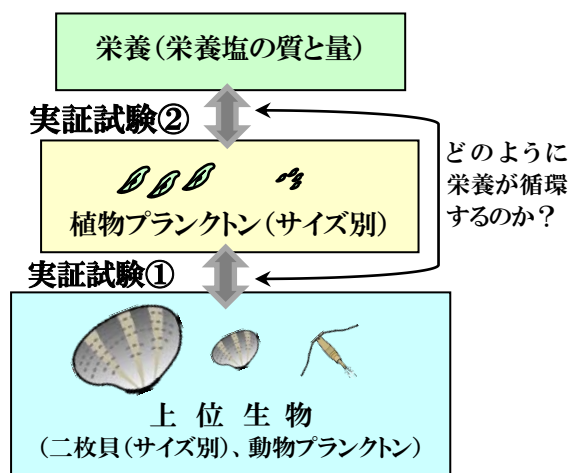 栄養（栄養塩の質と量）
実証試験②
どのように
栄養が循環
するのか？
植物プランクトン（サイズ別）
実証試験①
上位生物
（二枚貝（サイズ別）、動物プランクトン）